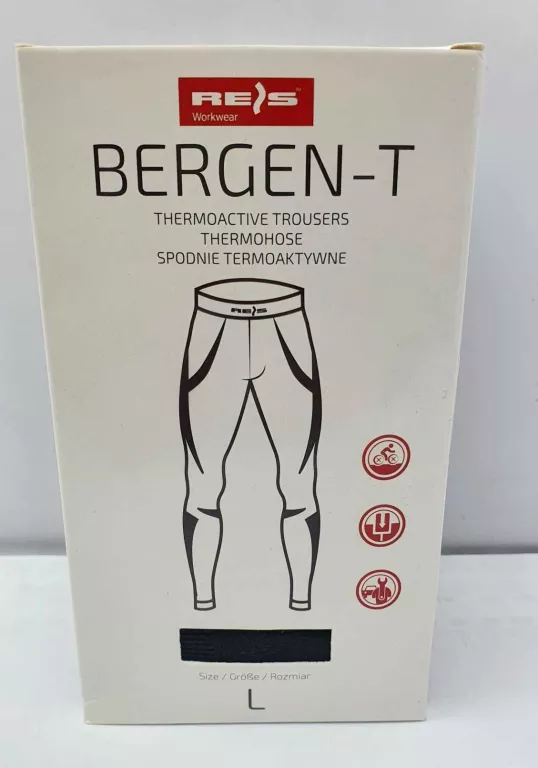 REIS
Workwear
BERGEN-T
THERMOACTIVE TROUSERS
THERMOHOSE
SPODNIE TERMOAKTYWNE
REIS
Size / Größe / Rozmiar
L